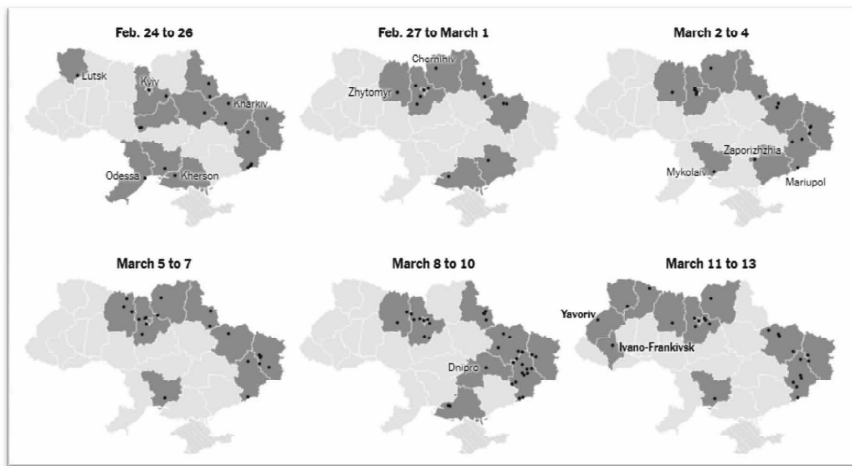 Feb. 24 to 26
Lutsk
Kyiv
Kharkiv
Odessa
Kherson
Feb. 27 to March 1
Chernihiv
Zhytomyr
March 2 to 4
Zaporizhzhia
Mykolaiv
Mariupol
March 5 to 7
March 8 to 10
Dnipro
March 11 to 13
Yavoriv
Ivano-Frankivsk